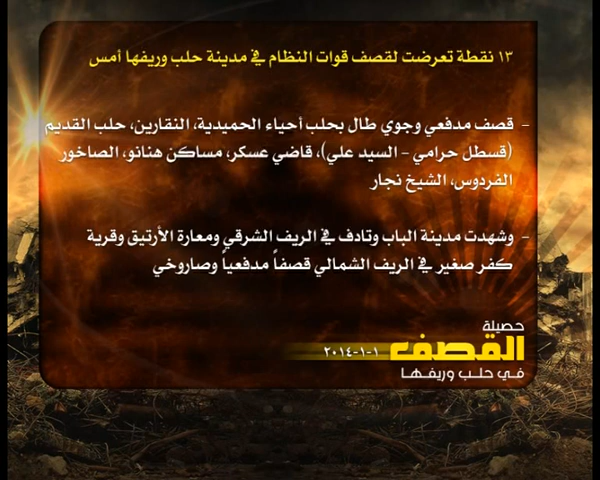 ١٣ نقطة تعرضت لقصف قوات النظام في مدينة حلب وريفها أمس
- قصف مدفعي وجوي طال بحلب أحياء الحميدية، النقارين، حلب القديم
(قسطل حرامي - السيد علي)، قاضي عسكر، مساكن هنانو، الصاخور
الفردوس، الشيخ نجار
- وشهدت مدينة الباب وتادف في الريف الشرقي ومعارة الأرتيق وقرية
كفر صغير في الريف الشمالي قصفاً مدفعياً وصاروخي
حصيلة
القصف ١-١-٢٠١٤
في حلب وريفها